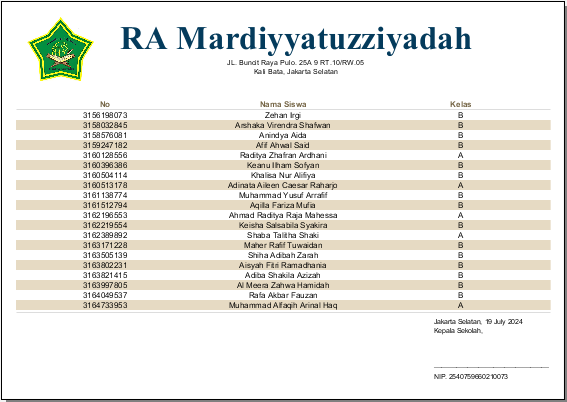 RA Mardiyyatuzziyadah
JL. Buncit Raya Pulo. 25A 9 RT.10/RW.05
Kali Bata, Jakarta Selatan
No Nama Siswa Kelas
3156198073 Zehan Irgi B
3158032845 Arshaka Virendra Shafwan B
3158576081 Anindya Aida B
3159247182 Afif Ahwal Said B
3160128556 Raditya Zhafran Ardhani A
3160396386 Keanu Ilham Sofyan B
3160504114 Khalisa Nur Alifiya B
3160513178 Adinata Aileen Caesar Raharjo A
3161138774 Muhammad Yusuf Arrafif B
3161512794 Aqilla Fariza Mufia B
3162196553 Ahmad Raditya Raja Mahessa A
3162219554 Keisha Salsabila Syakira B
3162389892 Shaba Talitha Shaki A
3163171228 Maher Rafif Tuwaidan B
3163505139 Shiha Adibah Zarah B
3163802231 Aisyah Fitri Ramadhania B
3163821415 Adiba Shakila Azizah B
3163997805 Al Meera Zahwa Hamidah B
3164049537 Rafa Akbar Fauzan B
3164733953 Muhammad Alfaqih Arinal Haq A
Jakarta Selatan, 19 July 2024
Kepala Sekolah,
NIP. 2540759660210073